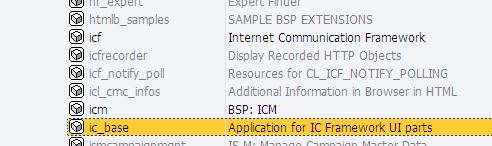 nr_expert Expert Finder
htmlb_samples SAMPLE BSP EXTENSIONS
icf Internet Communication Framework
icfrecorder Display Recorded HTTP Objects
icf_notify_poll Resources for CL_ICF_NOTIFY_POLLING
icl_cmc_infos Additional Information in Browser in HTML
icm BSP: ICM
ic_base Application for IC Framework UI parts
icmcampaignmgnt IS-M: Manage Campaign Master Data